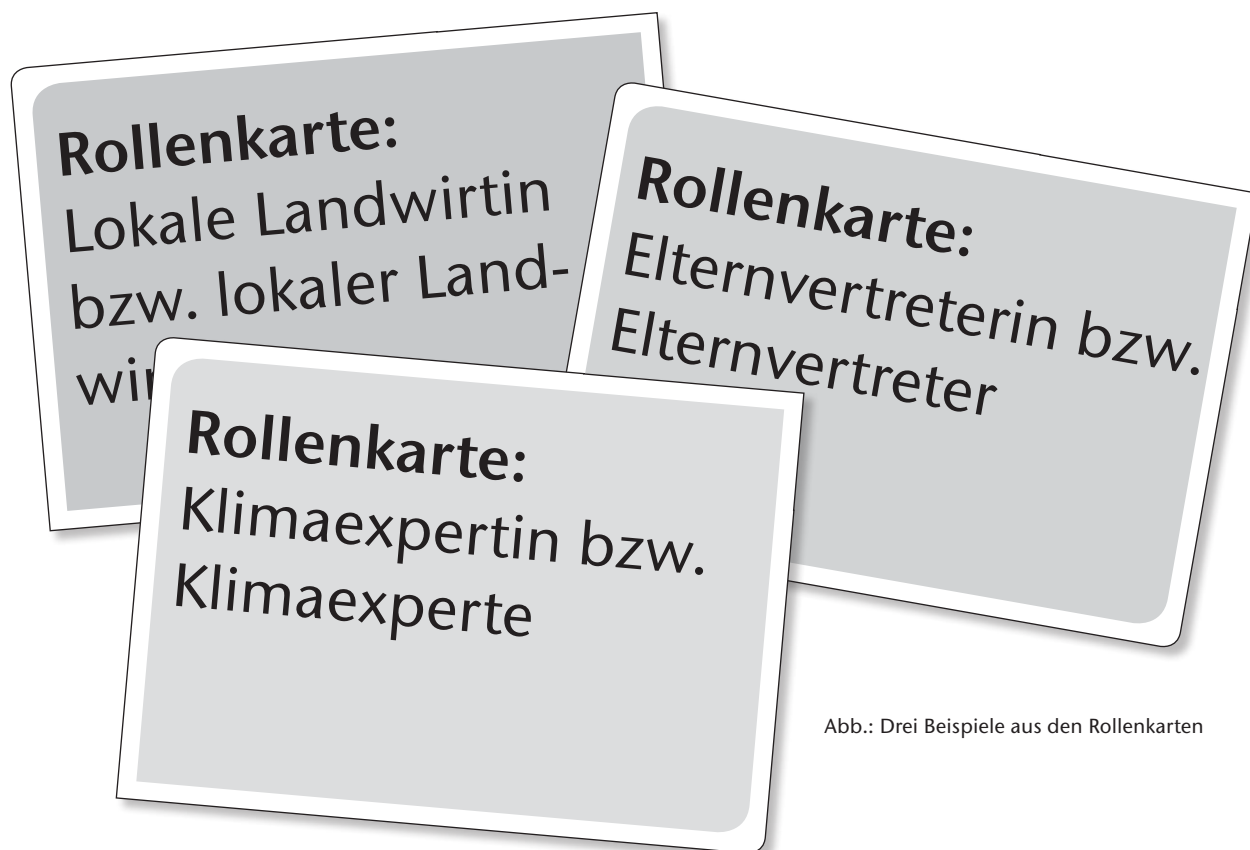 Rollenkarte:
Lokale Landwirtin
bzw. lokaler Land-
Rollenkarte:
Elternvertreterin bzw.
Elternvertreter
Rollenkarte:
Klimaexpertin bzw.
Klimaexperte
Abb.: Drei Beispiele aus den Rollenkarten